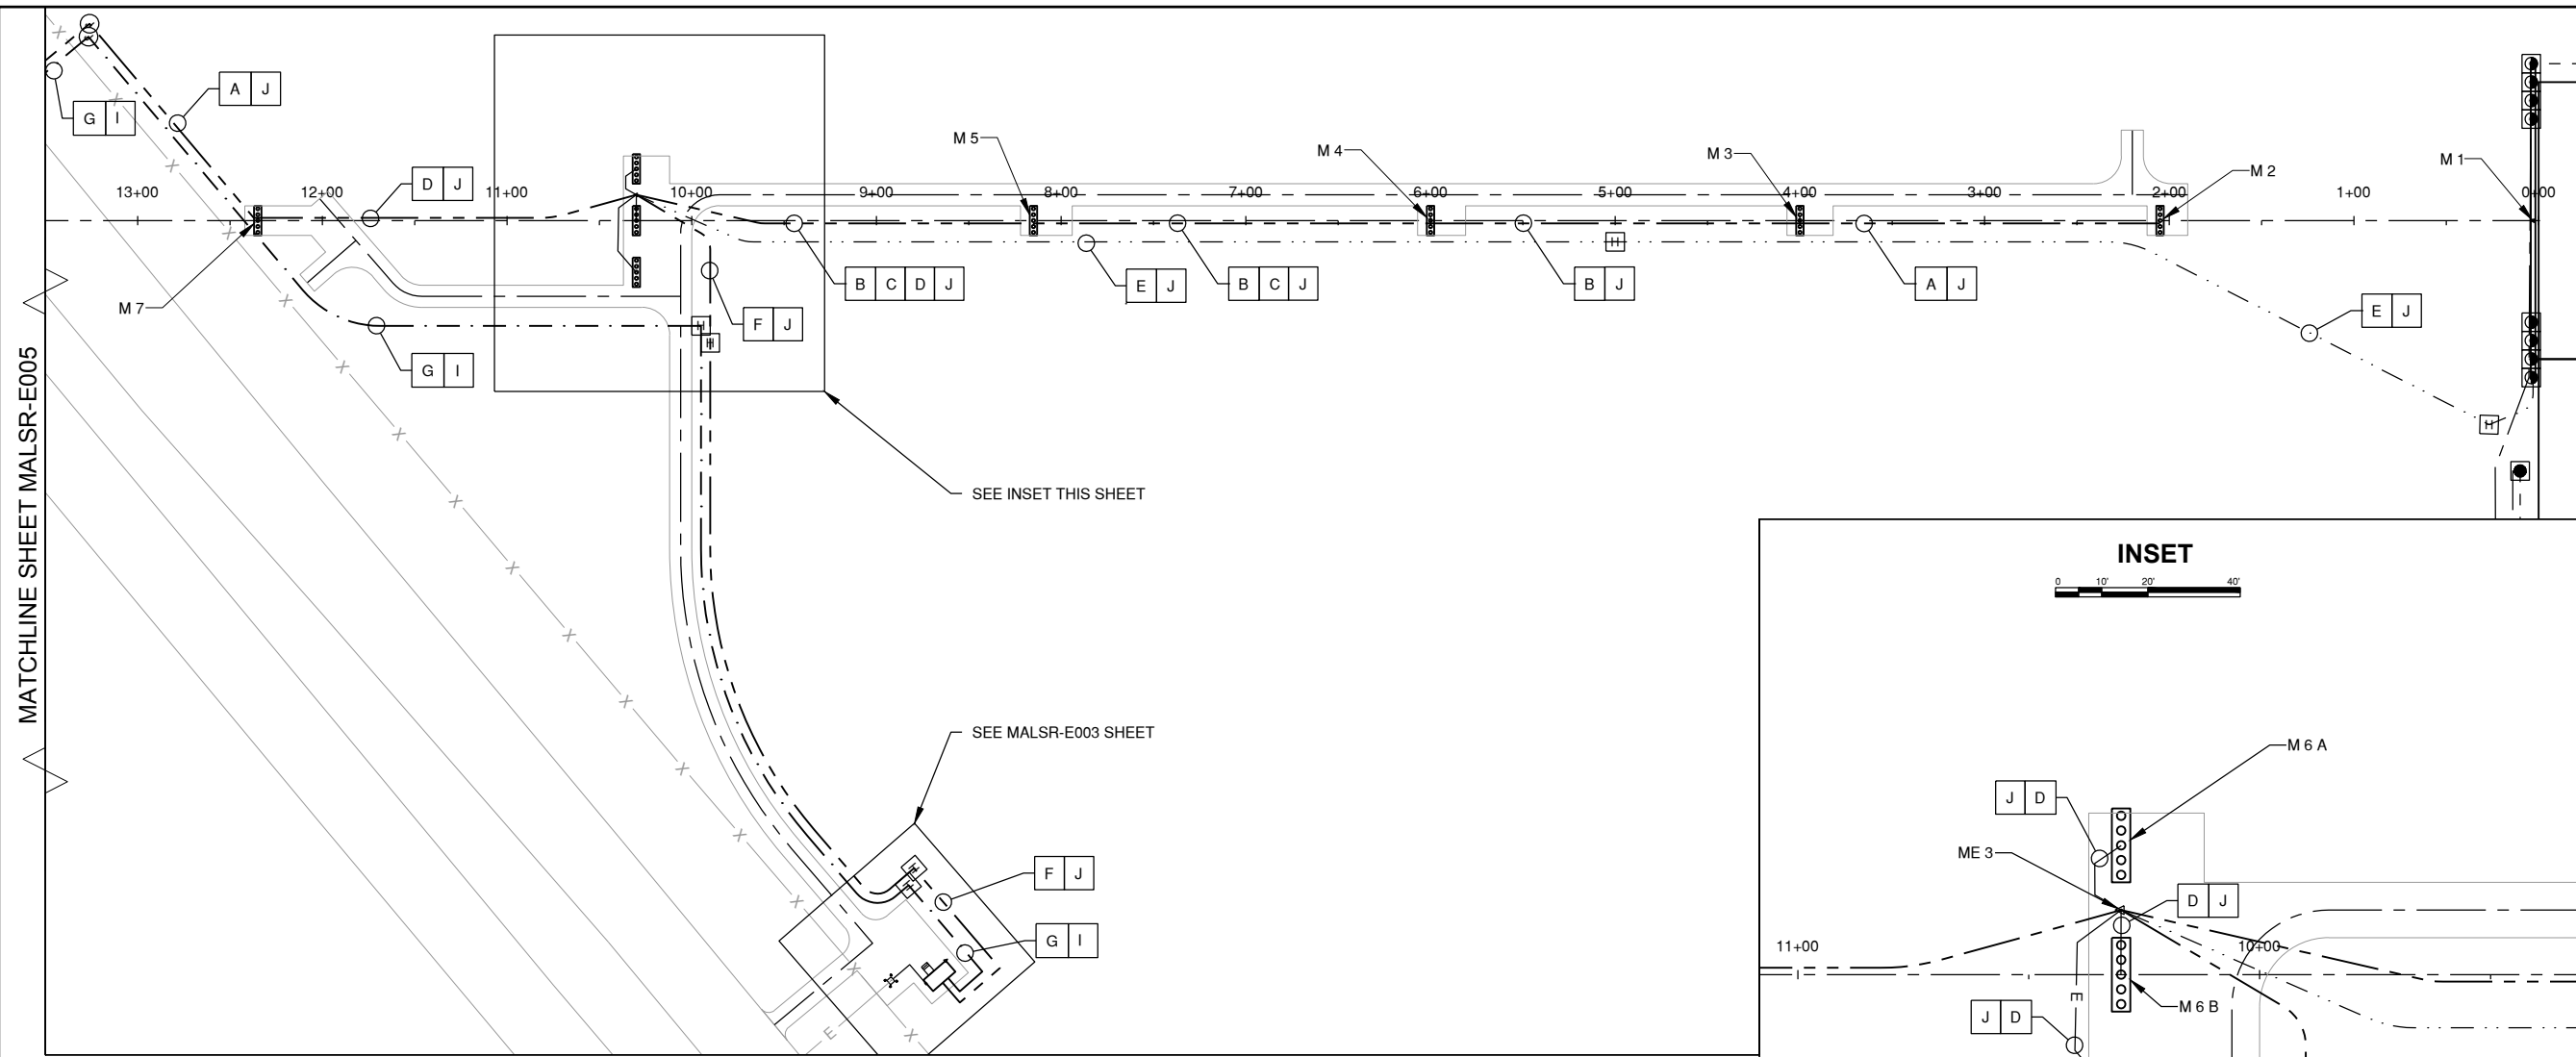 A J
G I
M 5
M 4
M 3
M 1
M 2
D J
13+00 12+00 11+00 10+00 9+00 8+00 7+00 6+00 5+00 4+00 3+00 2+00 1+00 0+00
H
B C D J
E J
B C J
B J
A J
M 7
E J
F J
H
H
G I
H
MATCHLINE SHEET MALSR-E005
SEE INSET THIS SHEET
INSET
0 10' 20' 40'
SEE MALSR-E003 SHEET
M 6 A
J D
ME 3
H
H
F J
D J
G I
11+00 10+00
E
M 6 B
J D
E